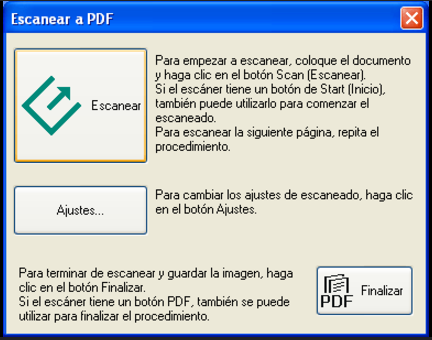 Escanear a PDF
Escanear
Para empezar a escanear, coloque el documento
y haga clic en el botón Scan (Escanear).
Si el escáner tiene un botón de Start (Inicio),
también puede utilizarlo para comenzar el
escaneado.
Para escanear la siguiente página, repita el
procedimiento.
Ajustes...
Para cambiar los ajustes de escaneado, haga clic
en el botón Ajustes.
Para terminar de escanear y guardar la imagen, haga
clic en el botón Finalizar.
Si el escáner tiene un botón PDF, también se puede
utilizar para finalizar el procedimiento.
PDF
Finalizar